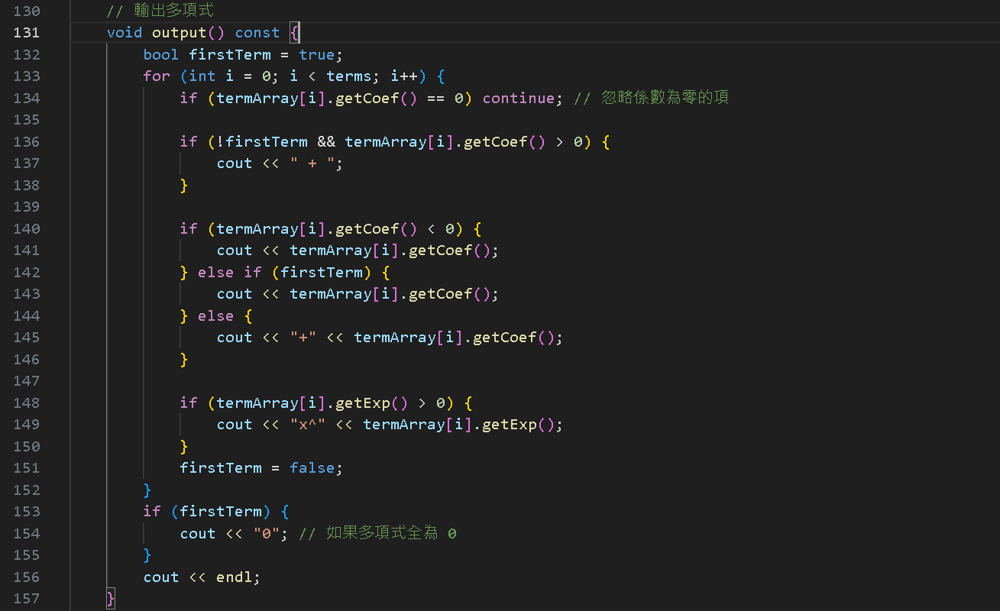 130 // 輸出多項式
131 void output() const {
132 bool firstTerm = true;
133 for (int i = 0; i < terms; i++) {
134 if (termArray[i].getCoef() == 0) continue; // 忽略係數為零的項
135
136 if (!firstTerm && termArray[i].getCoef() > 0) {
137 cout << " + ";
138 }
139
140 if (termArray[i].getCoef() < 0) {
141 cout << termArray[i].getCoef();
142 } else if (firstTerm) {
143 cout << termArray[i].getCoef();
144 } else {
145 cout << "+" << termArray[i].getCoef();
146 }
147
148 if (termArray[i].getExp() > 0) {
149 cout << "x^" << termArray[i].getExp();
150 }
151 firstTerm = false;
152 }
153 if (firstTerm) {
154 cout << "0"; // 如果多項式全為 0
155 }
156 cout << endl;
157 }